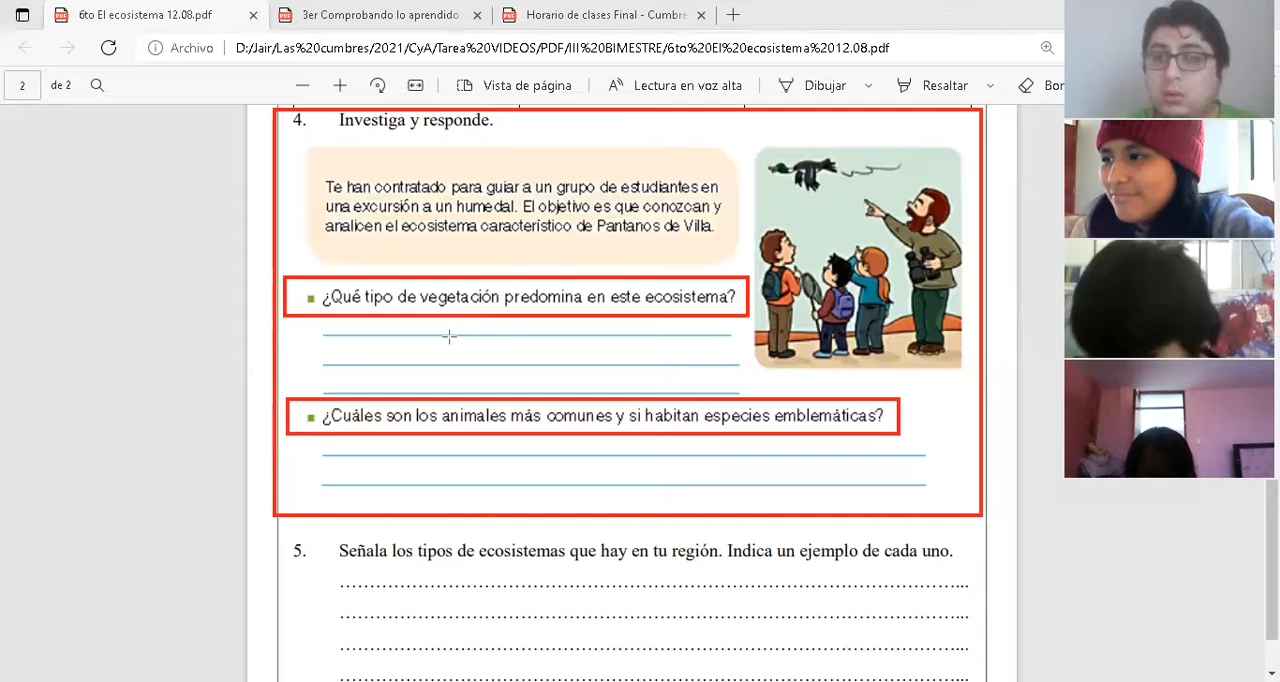 6to El ecosistema 12.08.pdf
3er Comprobando lo aprendido
Horario de clases Final - Cumbre
Archivo
D:/Jair/Las%20cumbres/2021/CyA/Tarea%20VIDEOS/PDF/III%20BIMESTRE/6to%20El%20ecosistema%2012.08.pdf
2
de 2
Vista de página
Lectura en voz alta
Dibujar
Resaltar
Bor
4. Investiga y responde.
Te han contratado para guiar a un grupo de estudiantes en
una excursión a un humedal. El objetivo es que conozcan y
analicen el ecosistema característico de Pantanos de Villa.
¿Qué tipo de vegetación predomina en este ecosistema?
¿Cuáles son los animales más comunes y si habitan especies emblemáticas?
5. Señala los tipos de ecosistemas que hay en tu región. Indica un ejemplo de cada uno.